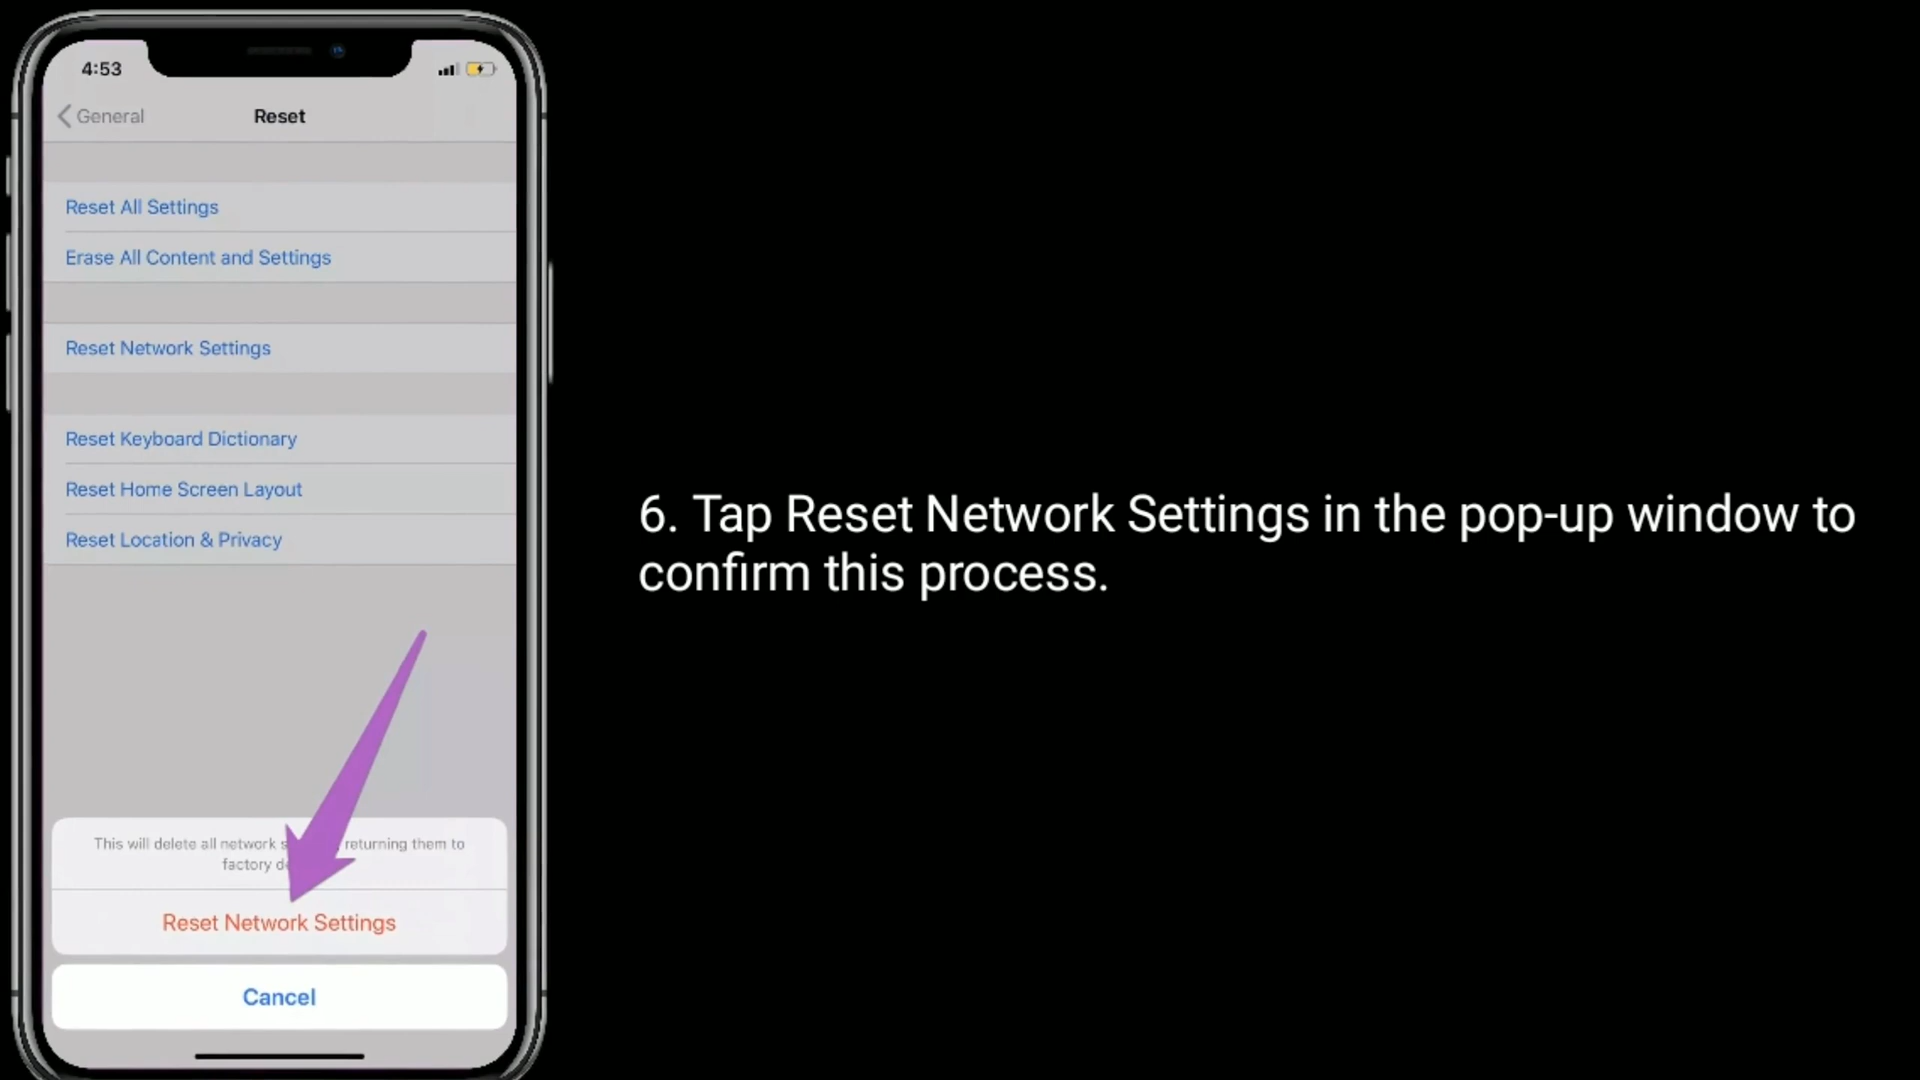 4:53
General
Reset
Reset All Settings
Erase All Content and Settings
Reset Network Settings
Reset Keyboard Dictionary
Reset Home Screen Layout
Reset Location & Privacy
6. Tap Reset Network Settings in the pop-up window to
confirm this process.
This will delete all network returning them to
factory
Reset Network Settings
Cancel